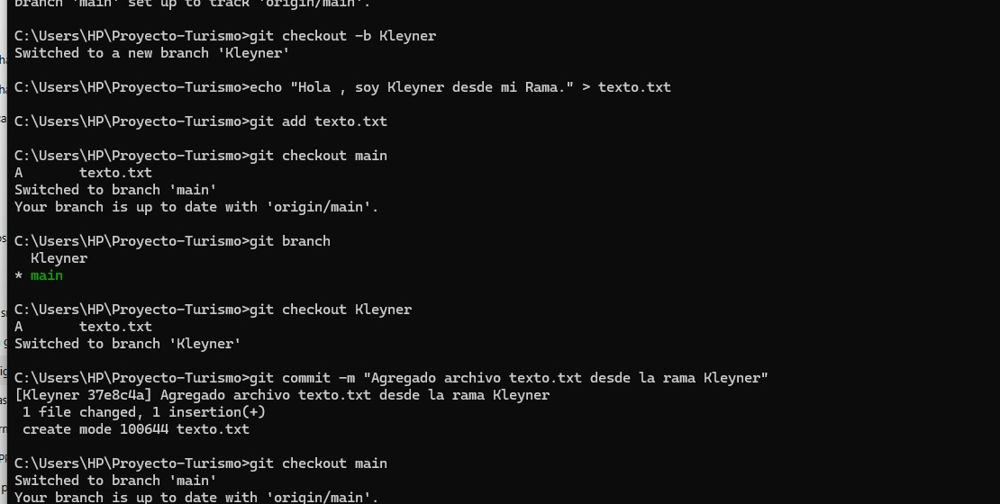 branch 'main' set up to track 'origin/main'.
C:\Users\HP\Proyecto-Turismo>git checkout -b Kleyner
Switched to a new branch 'Kleyner'
C:\Users\HP\Proyecto-Turismo>echo "Hola , soy Kleyner desde mi Rama." > texto.txt
C:\Users\HP\Proyecto-Turismo>git add texto.txt
C:\Users\HP\Proyecto-Turismo>git checkout main
A       texto.txt
Switched to branch 'main'
Your branch is up to date with 'origin/main'.
C:\Users\HP\Proyecto-Turismo>git branch
  Kleyner
* main
C:\Users\HP\Proyecto-Turismo>git checkout Kleyner
A       texto.txt
Switched to branch 'Kleyner'
C:\Users\HP\Proyecto-Turismo>git commit -m "Agregado archivo texto.txt desde la rama Kleyner"
[Kleyner 37e8c4a] Agregado archivo texto.txt desde la rama Kleyner
 1 file changed, 1 insertion(+)
 create mode 100644 texto.txt
C:\Users\HP\Proyecto-Turismo>git checkout main
Switched to branch 'main'
Your branch is up to date with 'origin/main'.